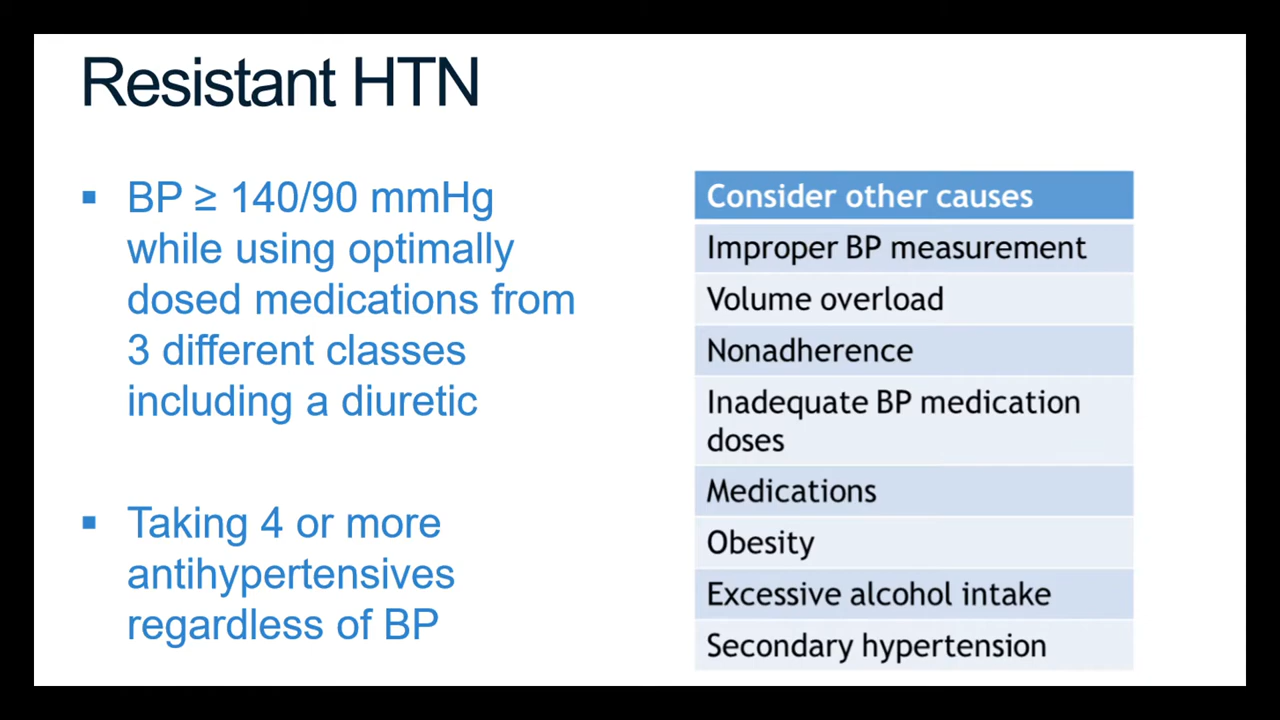 Resistant HTN
▪ BP ≥ 140/90 mmHg
while using optimally
dosed medications from
3 different classes
including a diuretic
▪ Taking 4 or more
antihypertensives
regardless of BP
Consider other causes
Improper BP measurement
Volume overload
Nonadherence
Inadequate BP medication
doses
Medications
Obesity
Excessive alcohol intake
Secondary hypertension